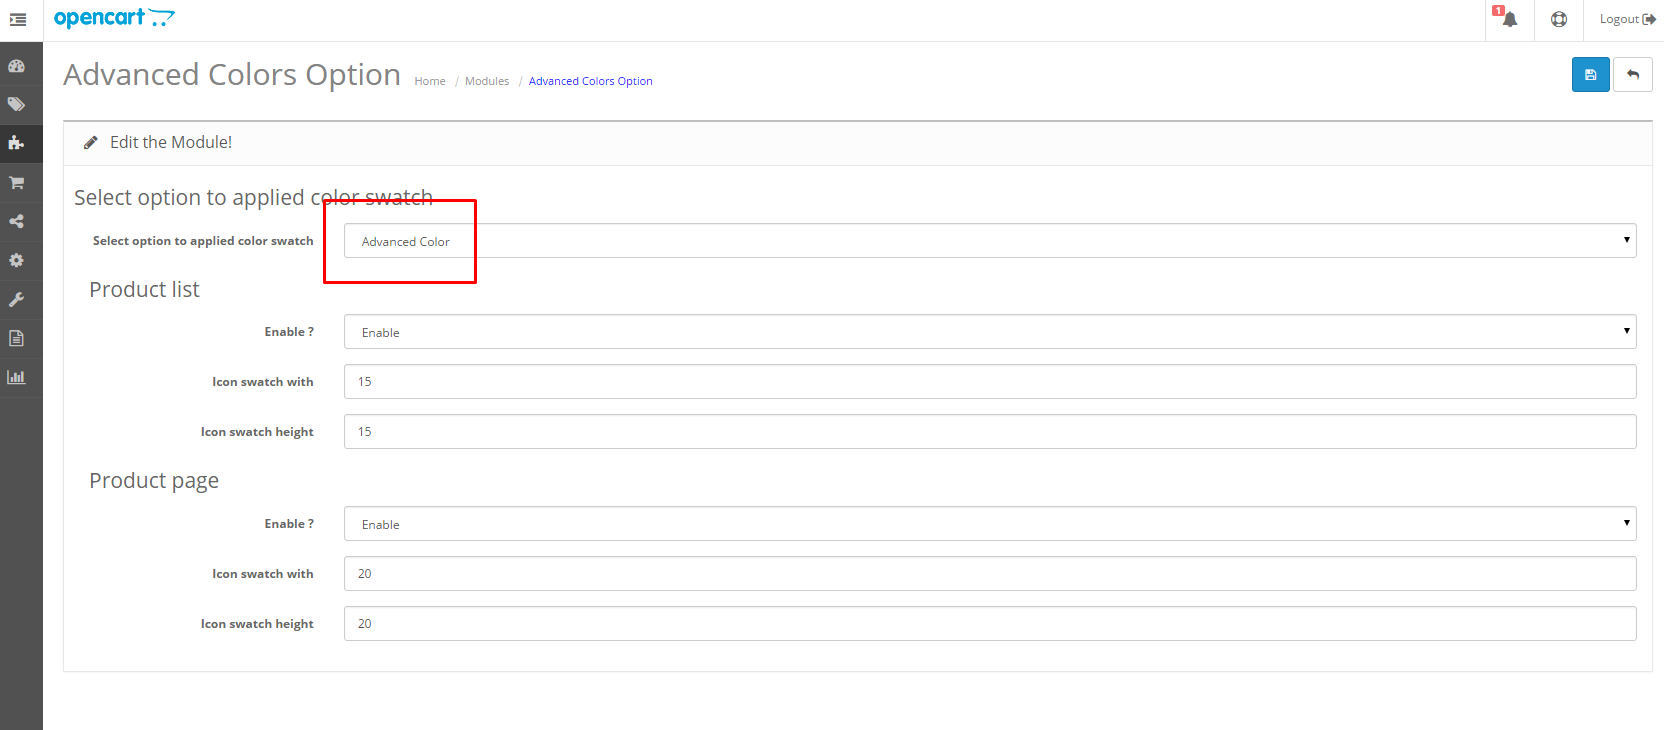 opencart
1
Logout
Advanced Colors Option
Home / Modules / Advanced Colors Option
Edit the Module!
Select option to applied color swatch
Select option to applied color swatch
Advanced Color
Product list
Enable ?
Enable
Icon swatch with
15
Icon swatch height
15
Product page
Enable ?
Enable
Icon swatch with
20
Icon swatch height
20